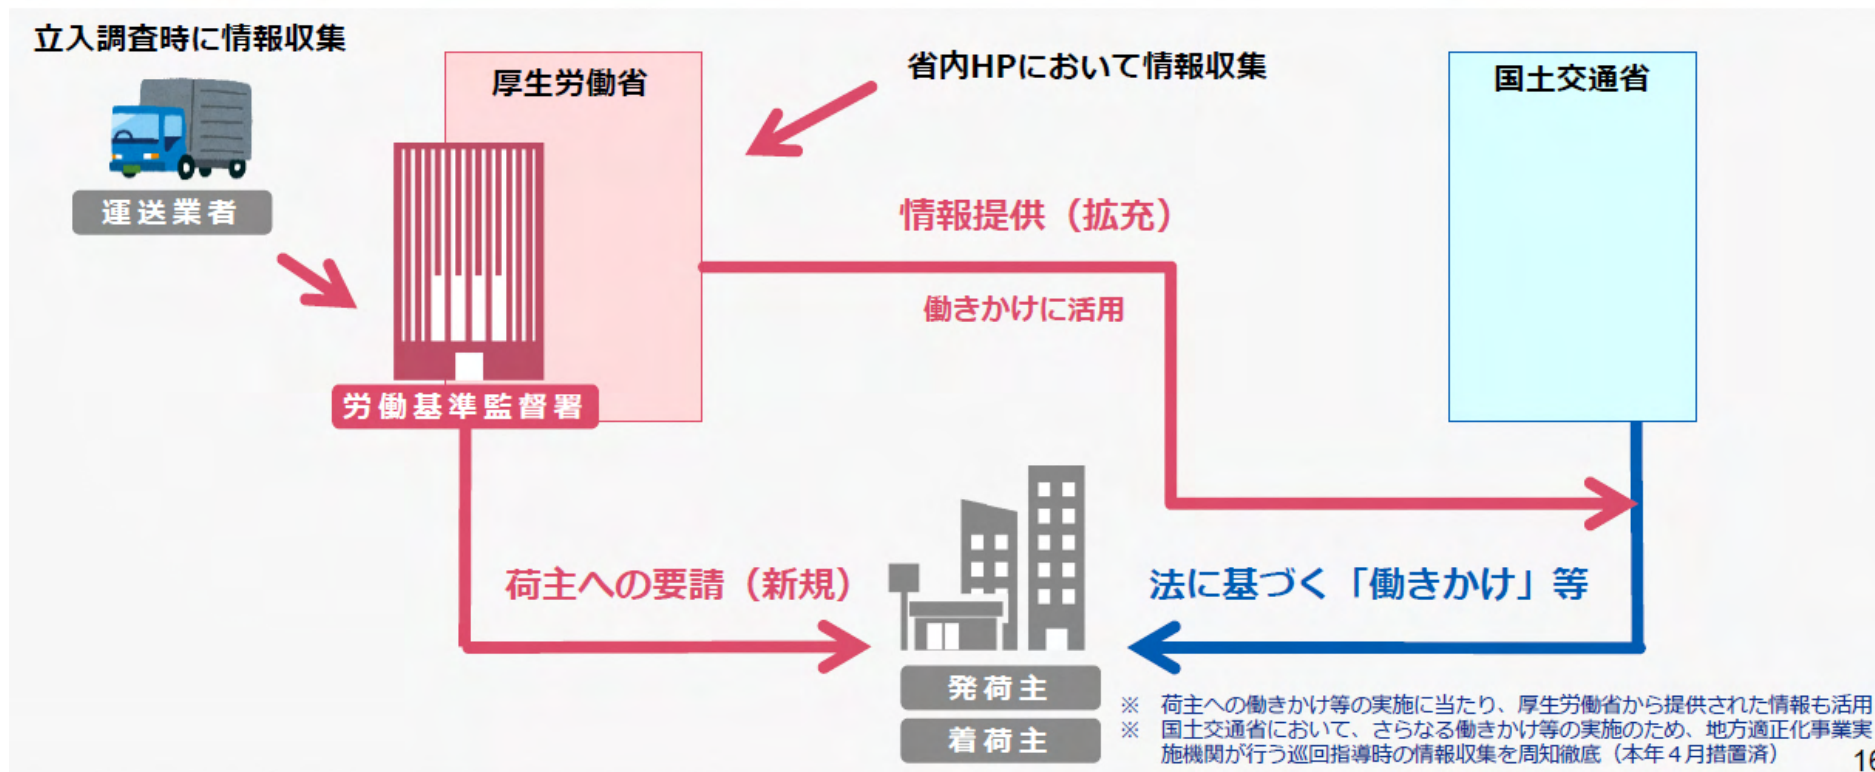 立入調査時に情報収集
厚生労働省
省内HPにおいて情報収集
国土交通省
運送業者
情報提供（拡充）
働きかけに活用
労働基準監督署
荷主への要請（新規）
法に基づく「働きかけ」等
発荷主
着荷主
※　荷主への働きかけ等の実施に当たり、厚生労働省から提供された情報も活用
※　国土交通省において、さらなる働きかけ等の実施のため、地方適正化事業実
施機関が行う巡回指導時の情報収集を周知徹底（本年４月措置済）